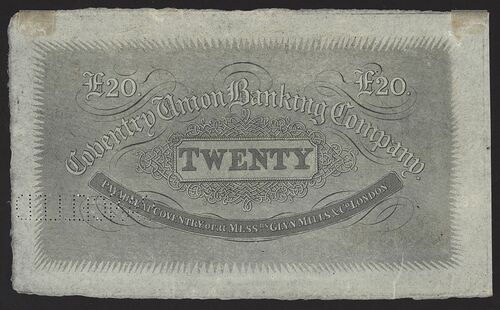 £20. £20.
Coventry Union Banking Company.
TWENTY
PAYABLE AT COVENTRY OR AT MESSRS GLYN MILLS & CO. LONDON